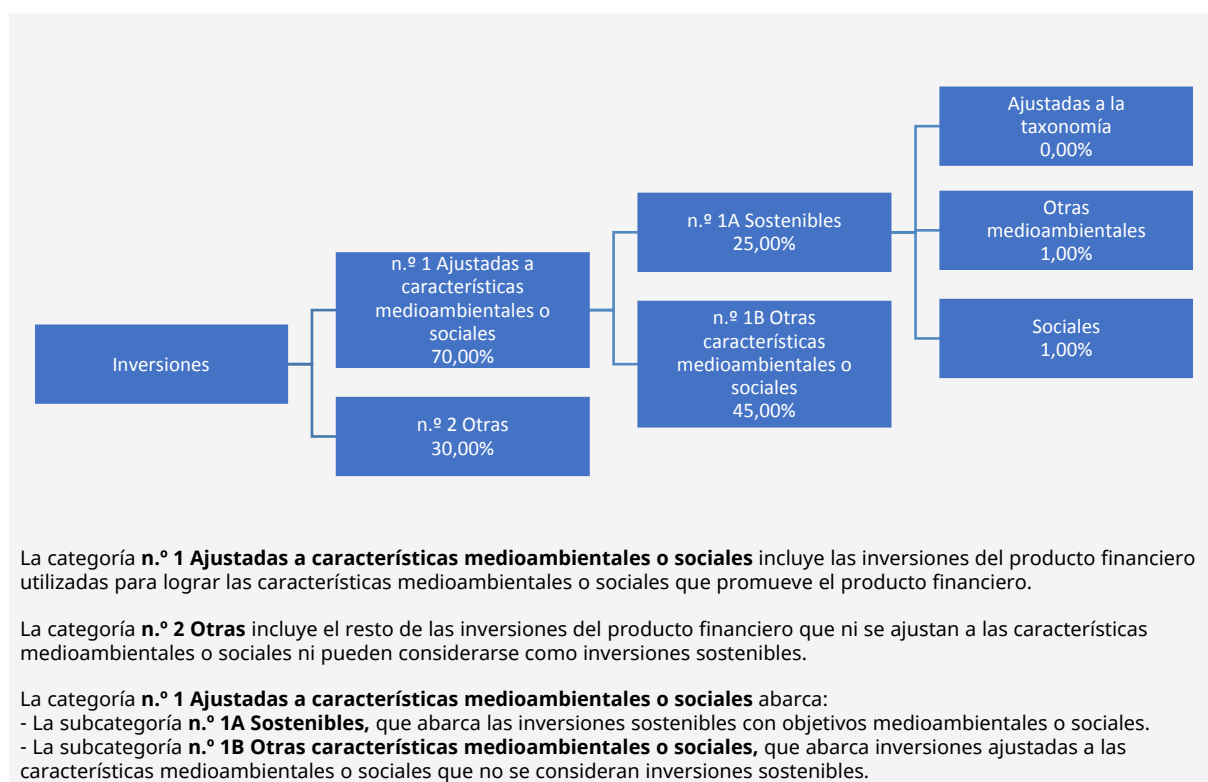 Inversiones
n.º 1 Ajustadas a
características
medioambientales o
sociales
70,00%
n.º 2 Otras
30,00%
n.º 1A Sostenibles
25,00%
n.º 1B Otras
características
medioambientales o
sociales
45,00%
Ajustadas a la
taxonomía
0,00%
Otras
medioambientales
1,00%
Sociales
1,00%
La categoría n.º 1 Ajustadas a características medioambientales o sociales incluye las inversiones del producto financiero
utilizadas para lograr las características medioambientales o sociales que promueve el producto financiero.
La categoría n.º 2 Otras incluye el resto de las inversiones del producto financiero que ni se ajustan a las características
medioambientales o sociales ni pueden considerarse como inversiones sostenibles.
La categoría n.º 1 Ajustadas a características medioambientales o sociales abarca:
- La subcategoría n.º 1A Sostenibles, que abarca las inversiones sostenibles con objetivos medioambientales o sociales.
- La subcategoría n.º 1B Otras características medioambientales o sociales, que abarca inversiones ajustadas a las
características medioambientales o sociales que no se consideran inversiones sostenibles.